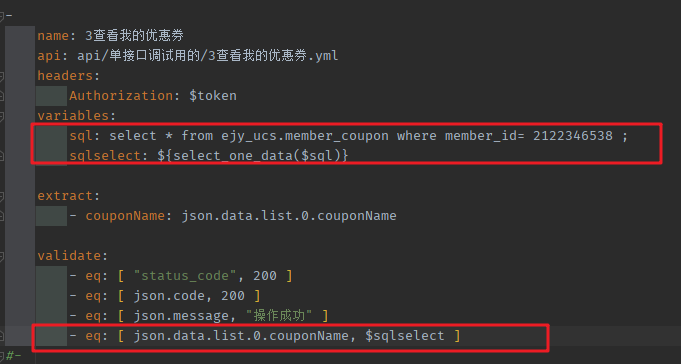 -
name: 3查看我的优惠券
api: api/单接口调试用的/3查看我的优惠券.yml
headers:
Authorization: $token
variables:
sql: select * from ejy_ucs.member_coupon where member_id= 2122346538 ;
sqlselect: ${select_one_data($sql)}
extract:
- couponName: json.data.list.0.couponName
validate:
- eq: [ "status_code", 200 ]
- eq: [ json.code, 200 ]
- eq: [ json.message, "操作成功" ]
- eq: [ json.data.list.0.couponName, $sqlselect ]
#-